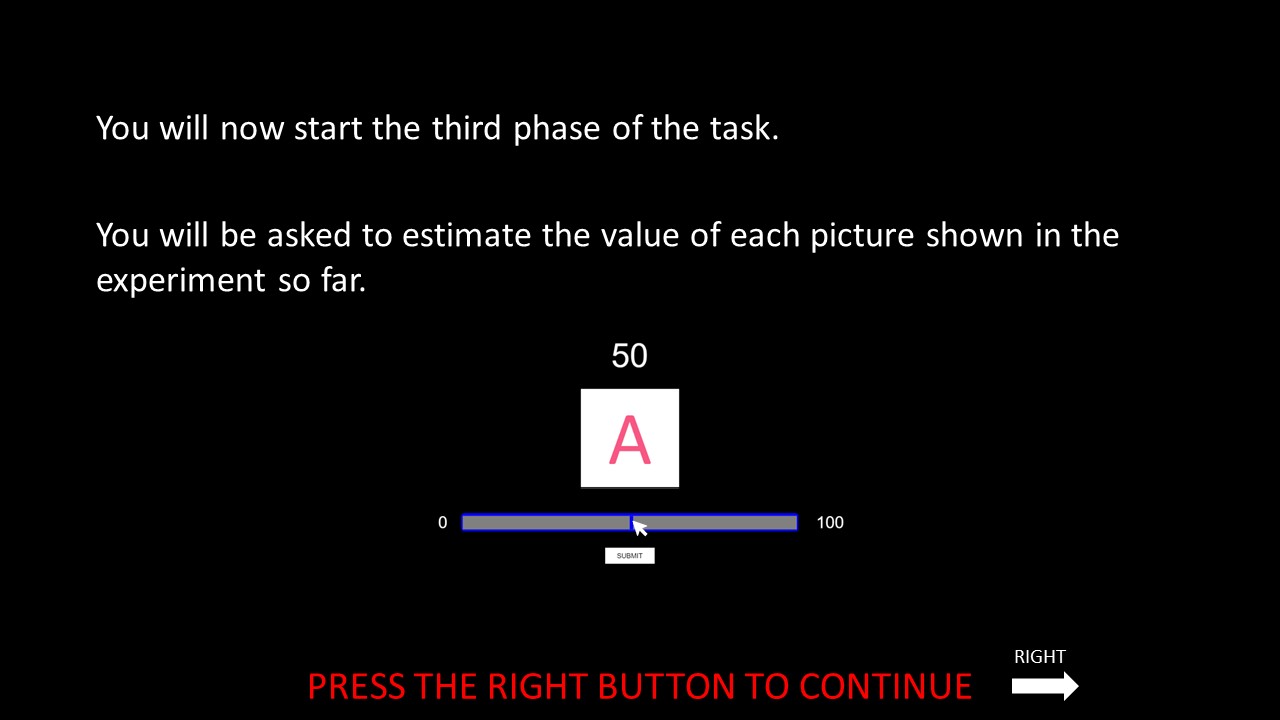 You will now start the third phase of the task.
You will be asked to estimate the value of each picture shown in the
experiment so far.
50
A
0
100
SUBMIT
RIGHT
PRESS THE RIGHT BUTTON TO CONTINUE